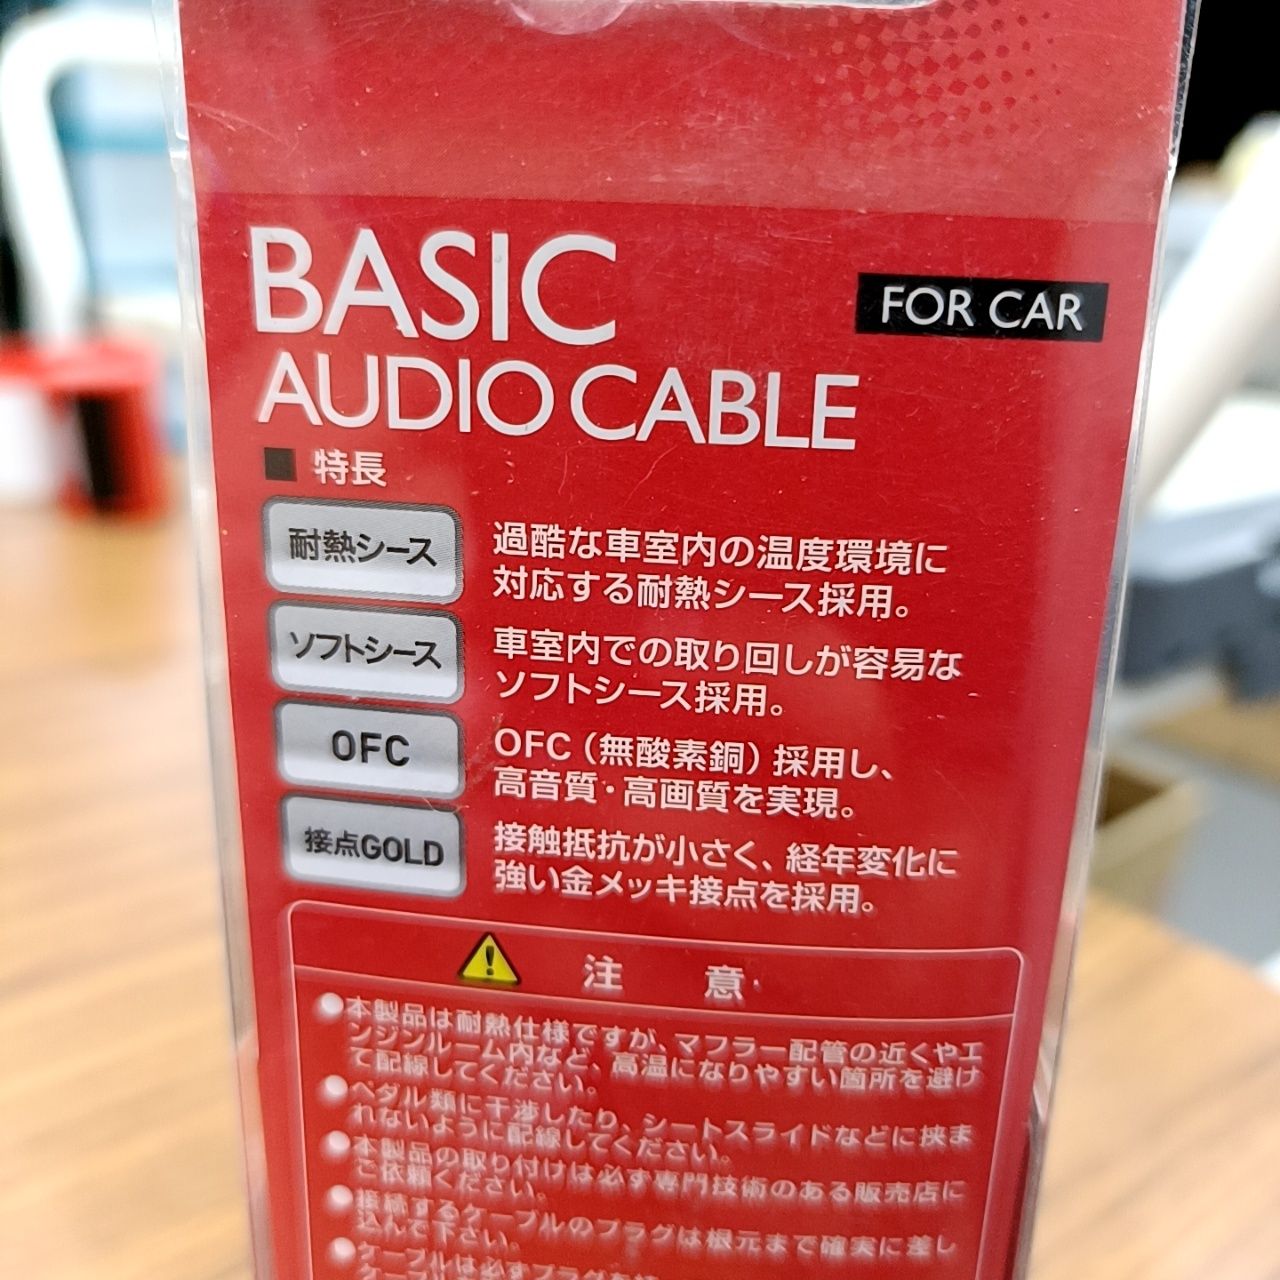 BASIC
FOR CAR
AUDIO CABLE
■ 特長
耐熱シース
過酷な車室内の温度環境に
対応する耐熱シース採用。
ソフトシース
車室内での取り回しが容易な
ソフトシース採用。
OFC
OFC（無酸素銅）採用し、
高音質・高画質を実現。
接点GOLD
接触抵抗が小さく、経年変化に
強い金メッキ接点を採用。
注 意
●本製品は耐熱仕様ですが、マフラー配管の近くやエ
ンジンルーム内など、高温になりやすい箇所を避け
て配線してください。
●ペダル類に干渉したり、シートスライドなどに挟ま
れないように配線してください。
●本製品の取り付けは必ず専門技術のある販売店に
ご依頼ください。
●接続するケーブルのプラグは根元まで確実に差し
込んで下さい。
●ケーブルは必ずプラグを